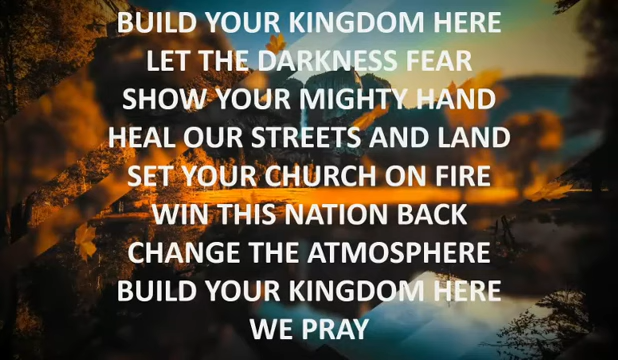 BUILD YOUR KINGDOM HERE
LET THE DARKNESS FEAR
SHOW YOUR MIGHTY HAND
HEAL OUR STREETS AND LAND
SET YOUR CHURCH ON FIRE
WIN THIS NATION BACK
CHANGE THE ATMOSPHERE
BUILD YOUR KINGDOM HERE
WE PRAY